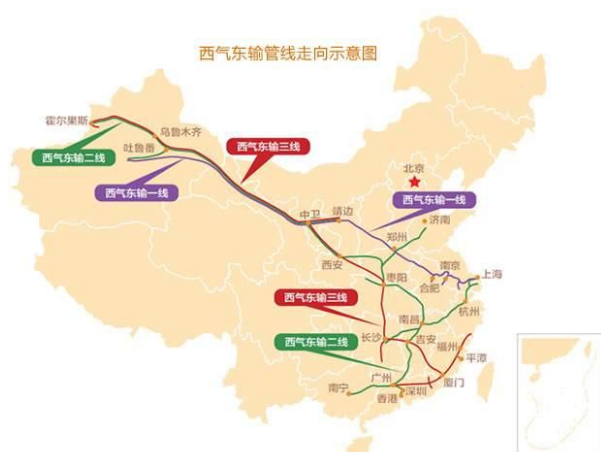 西气东输管线走向示意图
霍尔果斯
乌鲁木齐
吐鲁番
西气东输二线
西气东输三线
西气东输一线
北京
西气东输一线
中卫
靖边
济南
郑州
西安
枣阳
南京
合肥
上海
杭州
西气东输三线
南昌
长沙
吉安
福州
西气东输二线
平潭
广州
厦门
南宁
深圳
香港